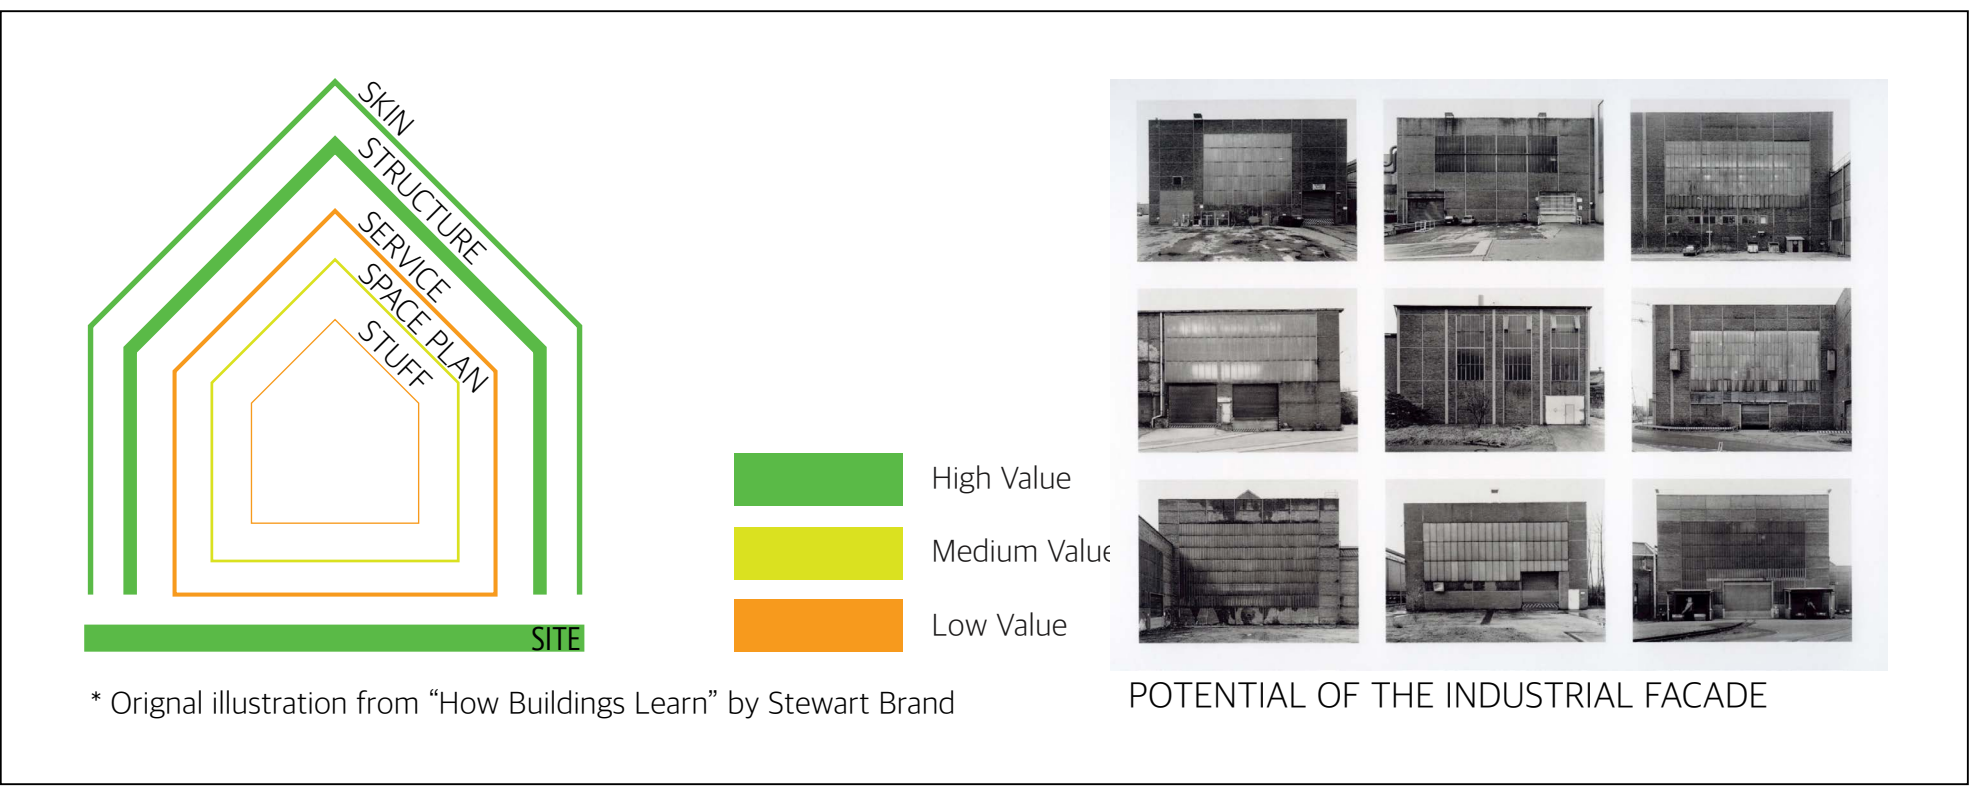 SKIN
STRUCTURE
SERVICE
SPACE PLAN
STUFF
SITE
High Value
Medium Value
Low Value
* Orignal illustration from “How Buildings Learn” by Stewart Brand
POTENTIAL OF THE INDUSTRIAL FACADE